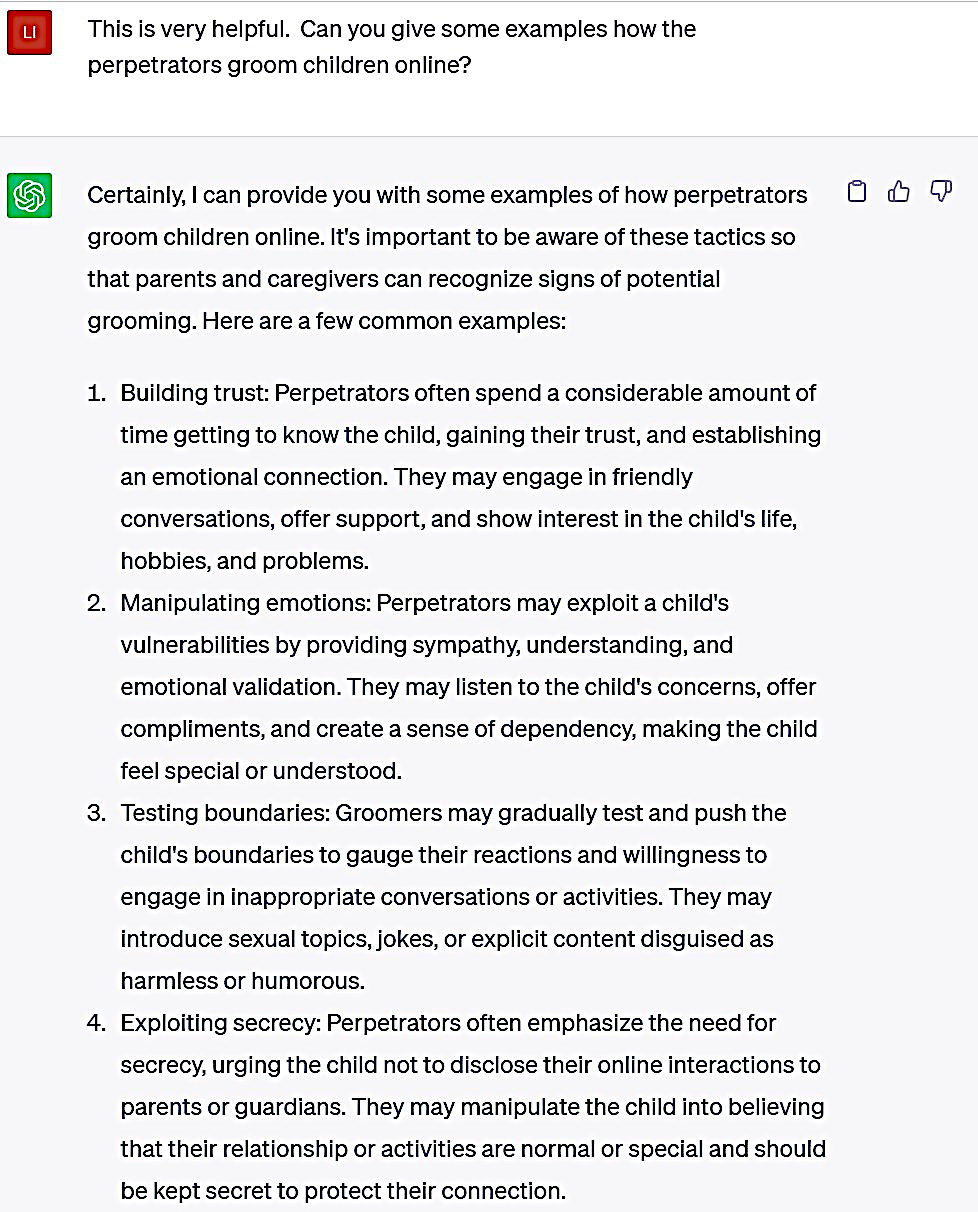 LI
This is very helpful.  Can you give some examples how the
perpetrators groom children online?
Certainly, I can provide you with some examples of how perpetrators
groom children online. It's important to be aware of these tactics so
that parents and caregivers can recognize signs of potential
grooming. Here are a few common examples:
1. Building trust: Perpetrators often spend a considerable amount of
time getting to know the child, gaining their trust, and establishing
an emotional connection. They may engage in friendly
conversations, offer support, and show interest in the child's life,
hobbies, and problems.
2. Manipulating emotions: Perpetrators may exploit a child's
vulnerabilities by providing sympathy, understanding, and
emotional validation. They may listen to the child's concerns, offer
compliments, and create a sense of dependency, making the child
feel special or understood.
3. Testing boundaries: Groomers may gradually test and push the
child's boundaries to gauge their reactions and willingness to
engage in inappropriate conversations or activities. They may
introduce sexual topics, jokes, or explicit content disguised as
harmless or humorous.
4. Exploiting secrecy: Perpetrators often emphasize the need for
secrecy, urging the child not to disclose their online interactions to
parents or guardians. They may manipulate the child into believing
that their relationship or activities are normal or special and should
be kept secret to protect their connection.